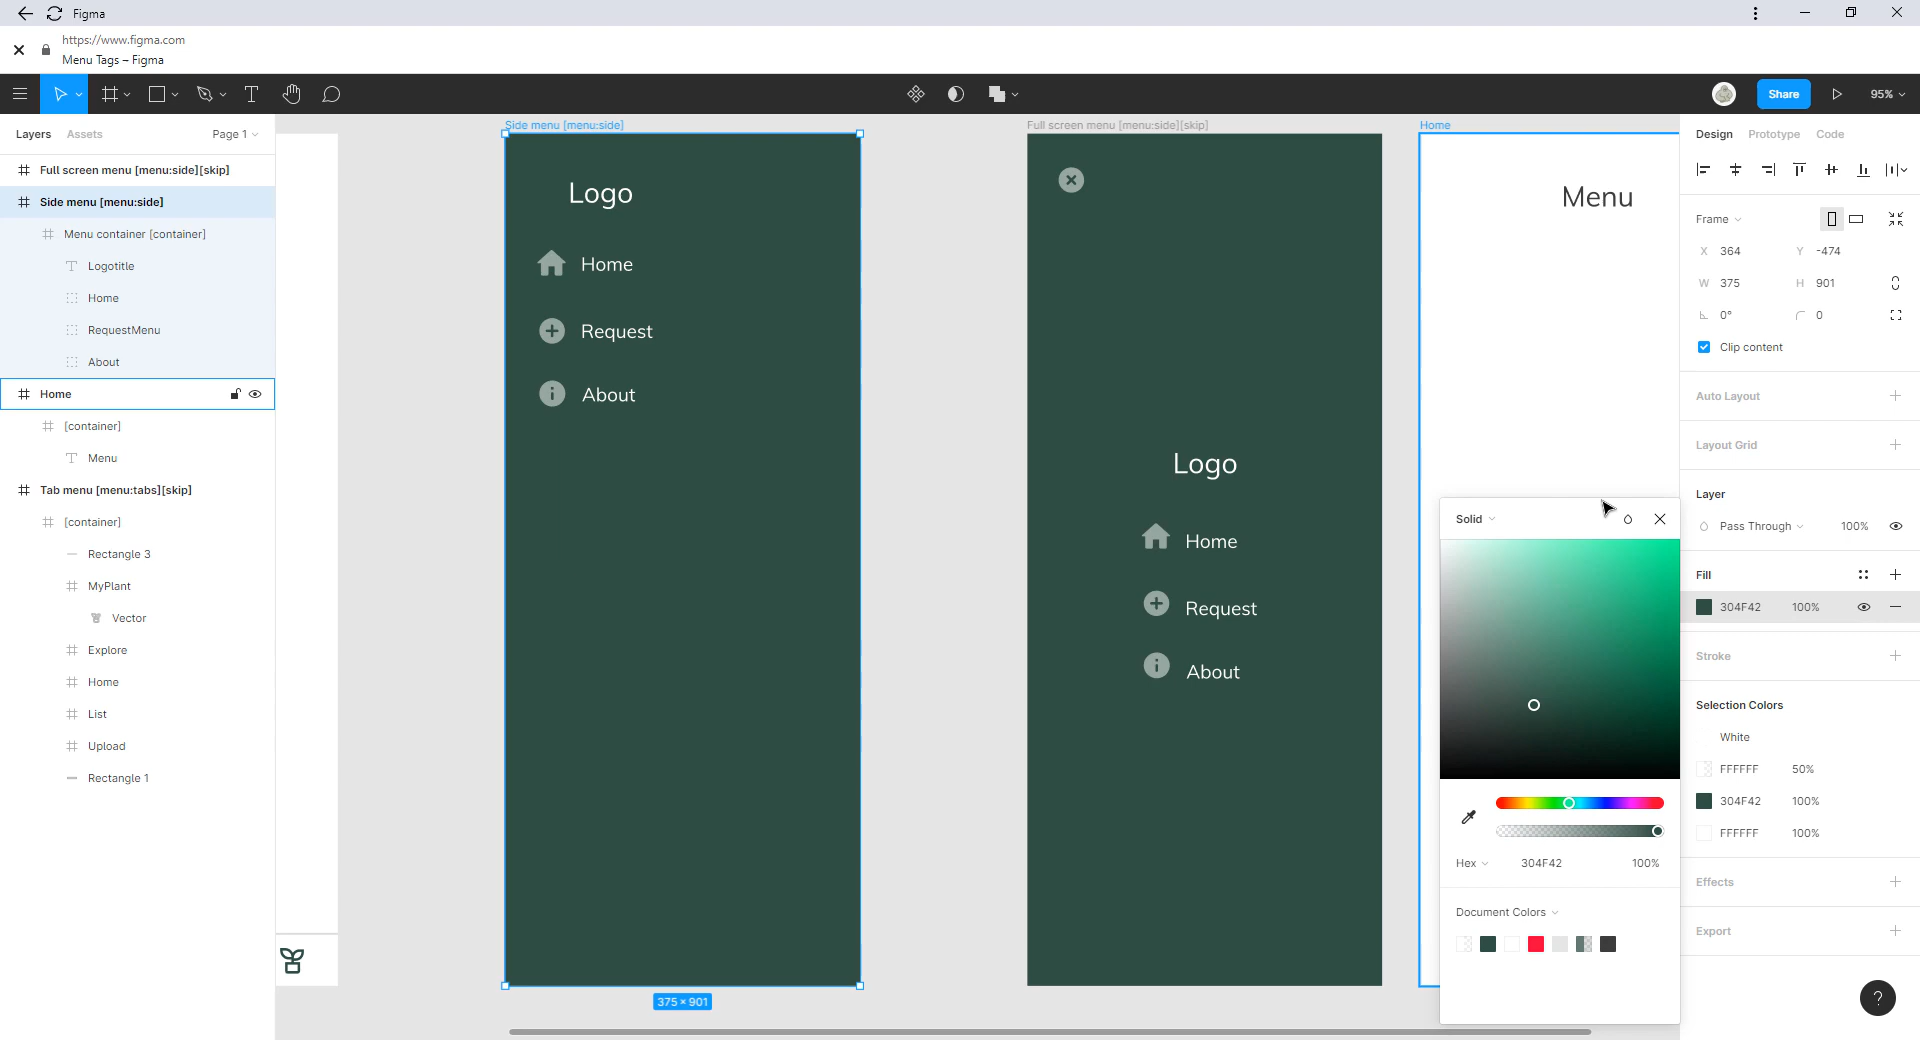 Figma
https://www.figma.com
Menu Tags – Figma
Share
95%
Layers Assets Page 1
Full screen menu [menu:side][skip]
Side menu [menu:side]
Menu container [container]
Logotitle
Home
RequestMenu
About
Home
[container]
Menu
Tab menu [menu:tabs][skip]
[container]
Rectangle 3
MyPlant
Vector
Explore
Home
List
Upload
Rectangle 1
Side menu [menu:side]
Logo
Home
Request
About
375 × 901
Full screen menu [menu:side][skip]
Logo
Home
Request
About
Home
Menu
Solid
Hex 304F42 100%
Document Colors
Design Prototype Code
Frame
X 364 Y -474
W 375 H 901
0° 0
Clip content
Auto Layout
Layout Grid
Layer
Pass Through 100%
Fill
304F42 100%
Stroke
Selection Colors
White
FFFFFF 50%
304F42 100%
FFFFFF 100%
Effects
Export
?